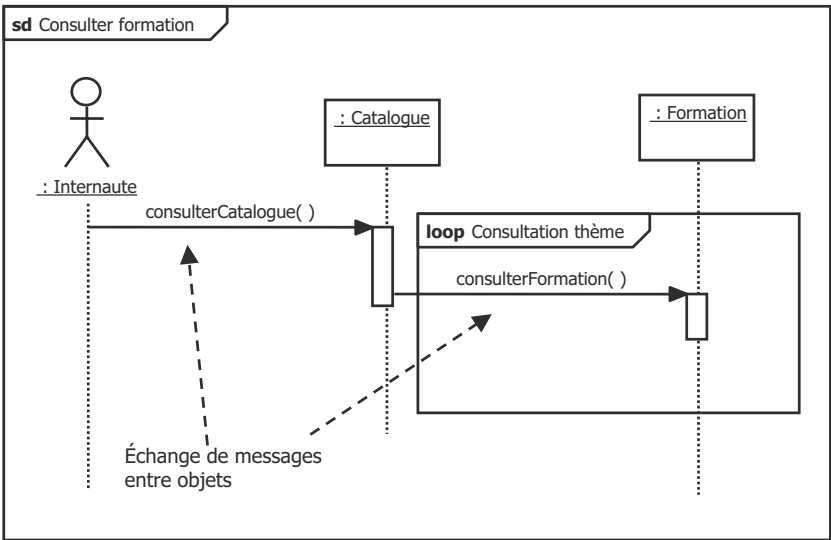 sd Consulter formation
: Catalogue
: Formation
: Internaute
consulterCatalogue( )
loop Consultation thème
consulterFormation( )
Échange de messages
entre objets